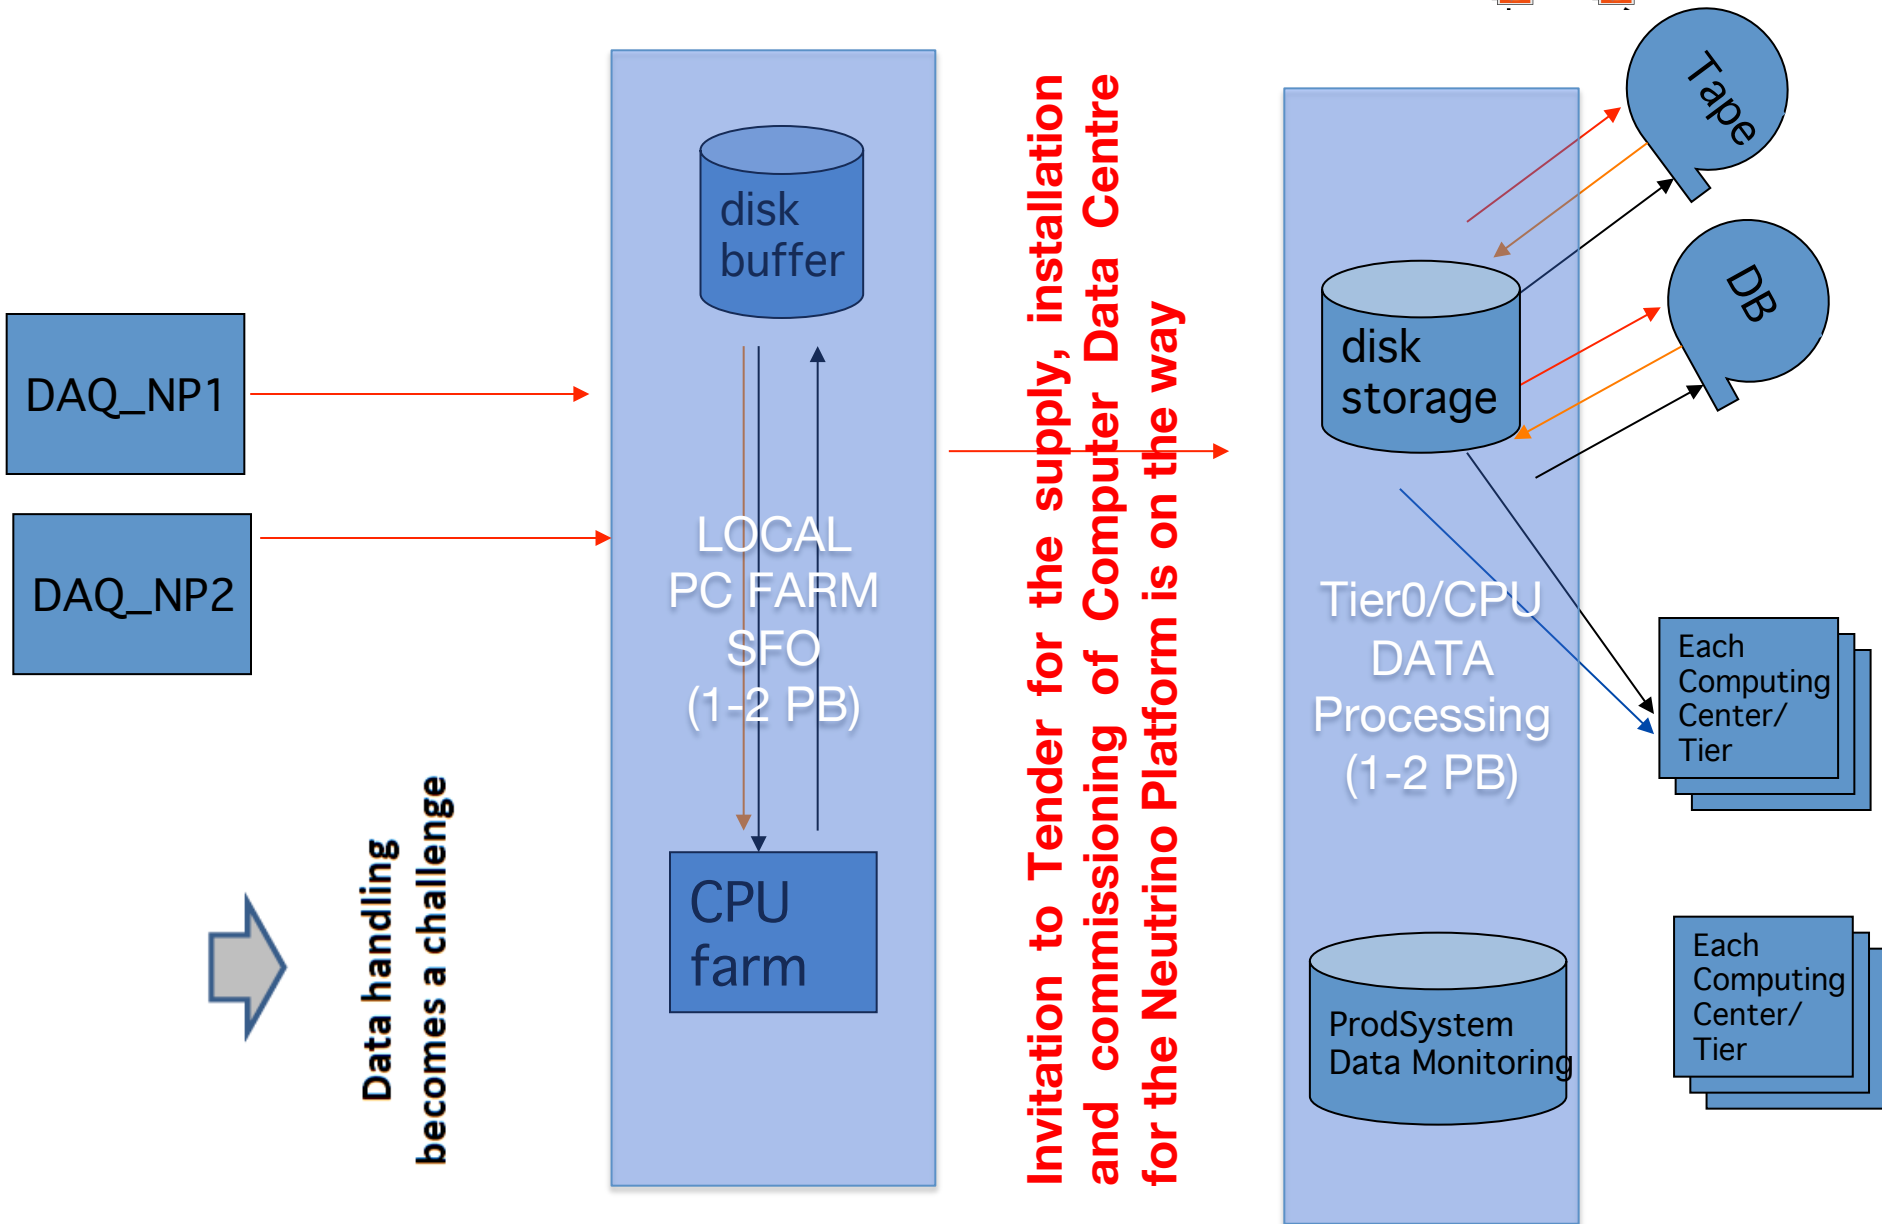 DAQ_NP1
DAQ_NP2
Data handling
becomes a challenge
disk
buffer
LOCAL
PC FARM
SFO
(1-2 PB)
CPU
farm
Invitation to Tender for the supply, installation
and commissioning of Computer Data Centre
for the Neutrino Platform is on the way
disk
storage
Tier0/CPU
DATA
Processing
(1-2 PB)
ProdSystem
Data Monitoring
Tape
DB
Each
Computing
Center/
Tier
Each
Computing
Center/
Tier